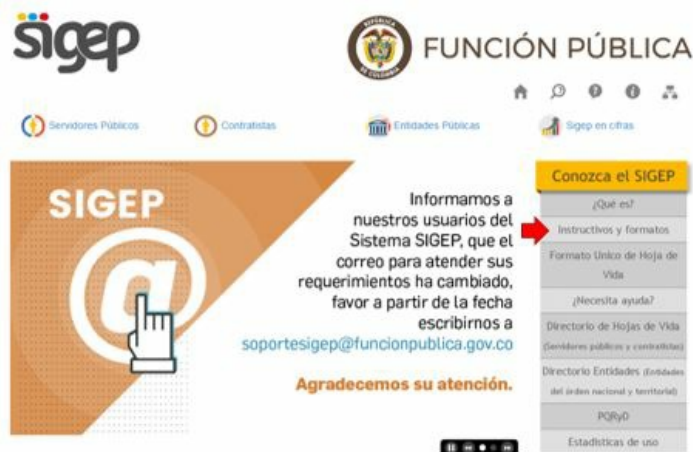 sigep
FUNCIÓN PÚBLICA
Servidores Públicos
Contratistas
Entidades Públicas
Sigep en cifras
SIGEP
@
Informamos a
nuestros usuarios del
Sistema SIGEP, que el
correo para atender sus
requerimientos ha cambiado,
favor a partir de la fecha
escribirnos a
soportesigep@funcionpublica.gov.co
Agradecemos su atención.
Conozca el SIGEP
¿Qué es?
Instructivos y formatos
Formato Unico de Hoja de
Vida
¿Necesita ayuda?
Directorio de Hojas de Vida
(Servidores públicos y contratistas)
Directorio Entidades (Entidades
del órden nacional y territorial)
PQRyD
Estadísticas de uso